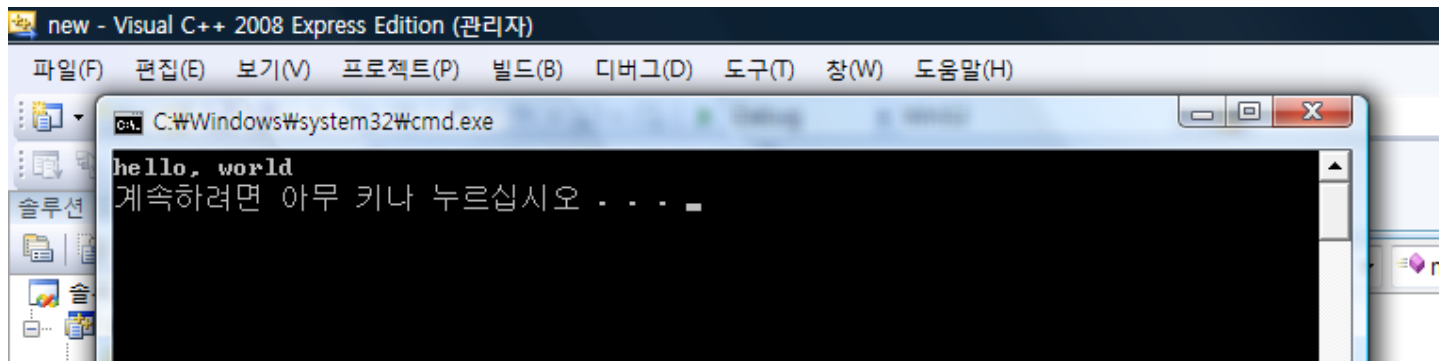 new - Visual C++ 2008 Express Edition (관리자)
파일(F) 편집(E) 보기(V) 프로젝트(P) 빌드(B) 디버그(D) 도구(T) 창(W) 도움말(H)
C:₩Windows₩system32₩cmd.exe
hello, world
계속하려면 아무 키나 누르십시오 . . .
솔루션